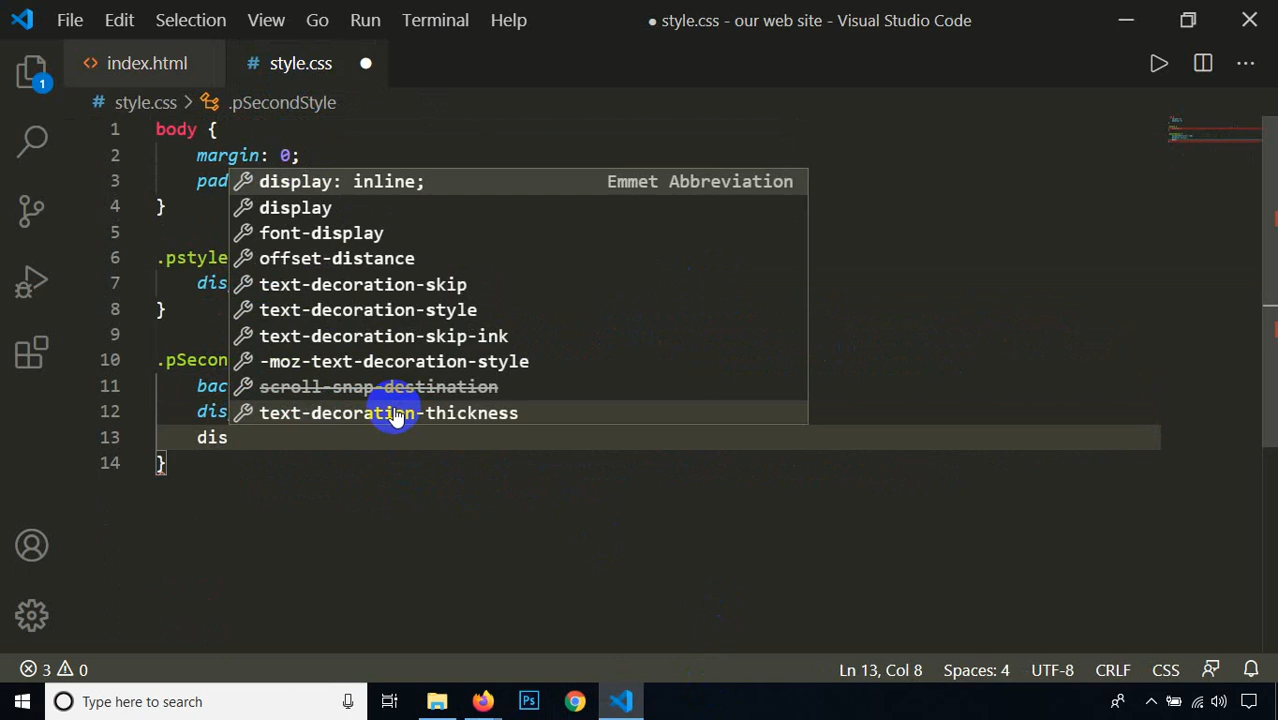 File Edit Selection View Go Run Terminal Help ● style.css - our web site - Visual Studio Code
index.html # style.css ●
# style.css > .pSecondStyle
1 body {
2 margin: 0;
3 pad
display: inline; Emmet Abbreviation
4 }
display
5
font-display
6 .pstyle
offset-distance
7 dis
text-decoration-skip
8 }
text-decoration-style
9
text-decoration-skip-ink
10 .pSecon
-moz-text-decoration-style
11 bac
scroll-snap-destination
12 dis
text-decoration-thickness
13 dis
14 }
1
3 0 Ln 13, Col 8 Spaces: 4 UTF-8 CRLF CSS
Type here to search Ps